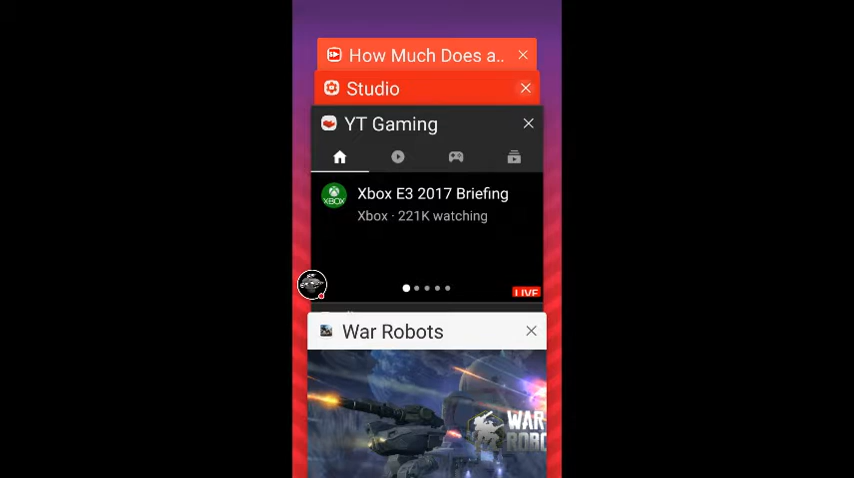 How Much Does a..
Studio
YT Gaming
XBOX
Xbox E3 2017 Briefing
Xbox · 221K watching
LIVE
War Robots
WAR
ROBO